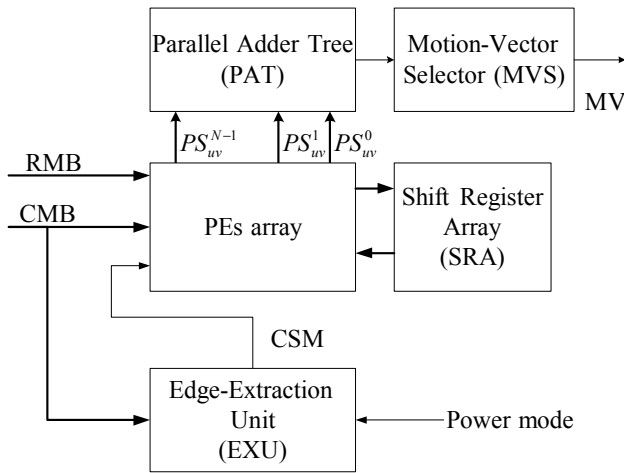 Parallel Adder Tree
(PAT)
Motion-Vector
Selector (MVS)
MV
PS_{uv}^{N-1}
PS_{uv}^{1}
PS_{uv}^{0}
RMB
CMB
PEs array
Shift Register
Array
(SRA)
CSM
Edge-Extraction
Unit
(EXU)
Power mode